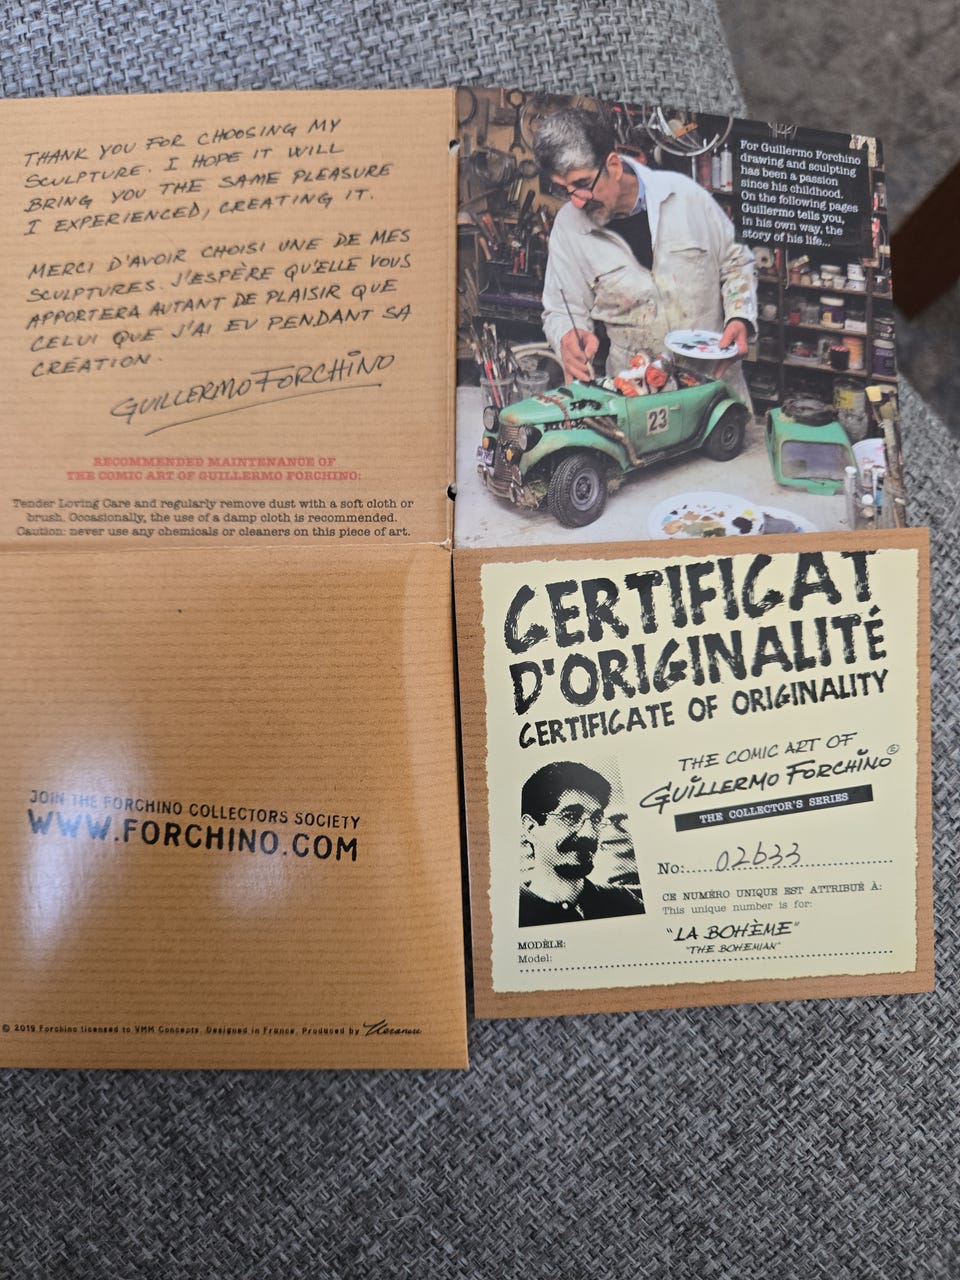 THANK YOU FOR CHOOSING MY
SCULPTURE. I HOPE IT WILL
BRING YOU THE SAME PLEASURE
I EXPERIENCED, CREATING IT.
MERCI D'AVOIR CHOISI UNE DE MES
SCULPTURES. J'ESPÈRE QU'ELLE VOUS
APPORTERA AUTANT DE PLAISIR QUE
CELUI QUE J'AI EU PENDANT SA
CRÉATION.
GUILLERMO FORCHINO
RECOMMENDED MAINTENANCE OF
THE COMIC ART OF GUILLERMO FORCHINO:
Tender Loving Care and regularly remove dust with a soft cloth or
brush. Occasionally, the use of a damp cloth is recommended.
Caution: never use any chemicals or cleaners on this piece of art.
For Guillermo Forchino
drawing and sculpting
has been a passion
since his childhood.
On the following pages
Guillermo tells you,
in his own way, the
story of his life...
23
JOIN THE FORCHINO COLLECTORS SOCIETY
WWW.FORCHINO.COM
© 2019 Forchino licensed to VMM Concepts. Designed in France. Produced by
CERTIFICAT
D'ORIGINALITÉ
CERTIFICATE OF ORIGINALITY
THE COMIC ART OF
GUILLERMO FORCHINO©
THE COLLECTOR'S SERIES
No: 02633
CE NUMÉRO UNIQUE EST ATTRIBUÉ À:
This unique number is for:
MODÈLE: "LA BOHÈME"
Model: "THE BOHEMIAN"